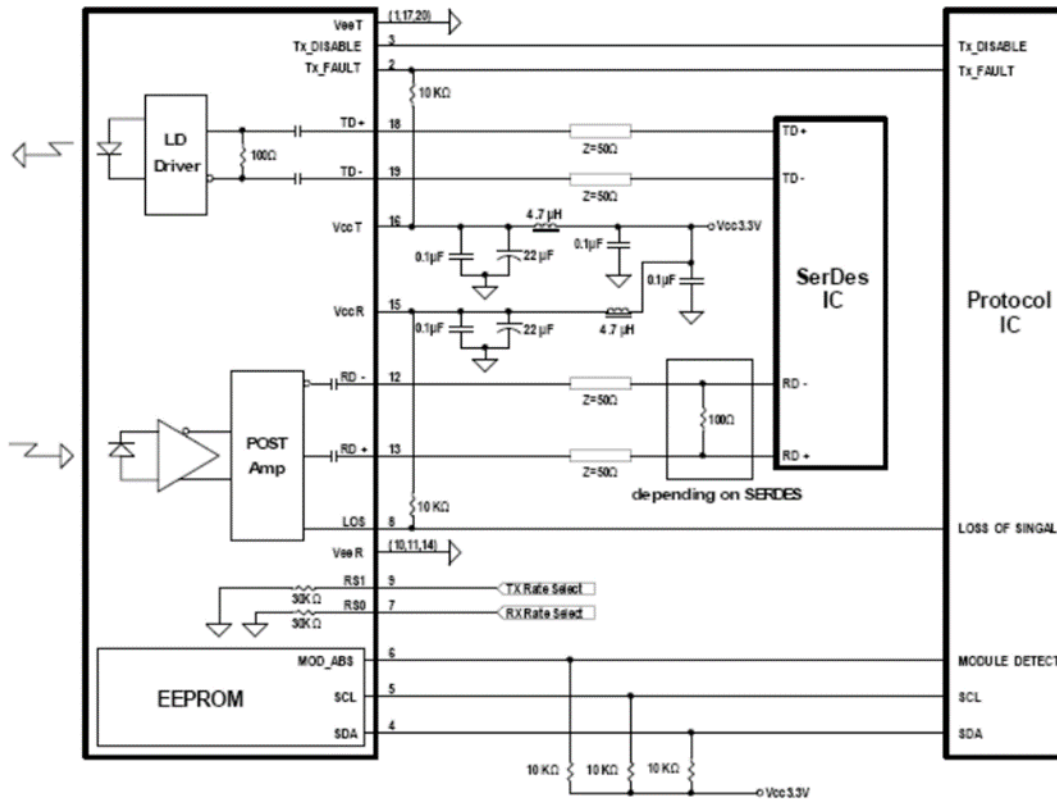 VeeT (1,17,20)
Tx_DISABLE 3 Tx_DISABLE
Tx_FAULT 2 Tx_FAULT
10 KΩ
LD
Driver
100Ω
TD+ 18 Z=50Ω TD+
TD- 19 Z=50Ω TD-
VccT 16 4.7 µH Vcc3.3V
0.1µF 22 µF 0.1µF 0.1µF
SerDes
IC
Protocol
IC
VccR 15
0.1µF 22 µF 4.7 µH
RD - 12 Z=50Ω RD -
100Ω
POST
Amp
RD + 13 Z=50Ω RD +
depending on SERDES
10 KΩ
LOS 8 LOSS OF SINGAL
VeeR (10,11,14)
RS1 9 TX Rate Select
30KΩ
RS0 7 RX Rate Select
30KΩ
MOD_ABS 6 MODULE DETECT
EEPROM
SCL 5 SCL
SDA 4 SDA
10 KΩ 10 KΩ 10 KΩ
Vcc3.3V